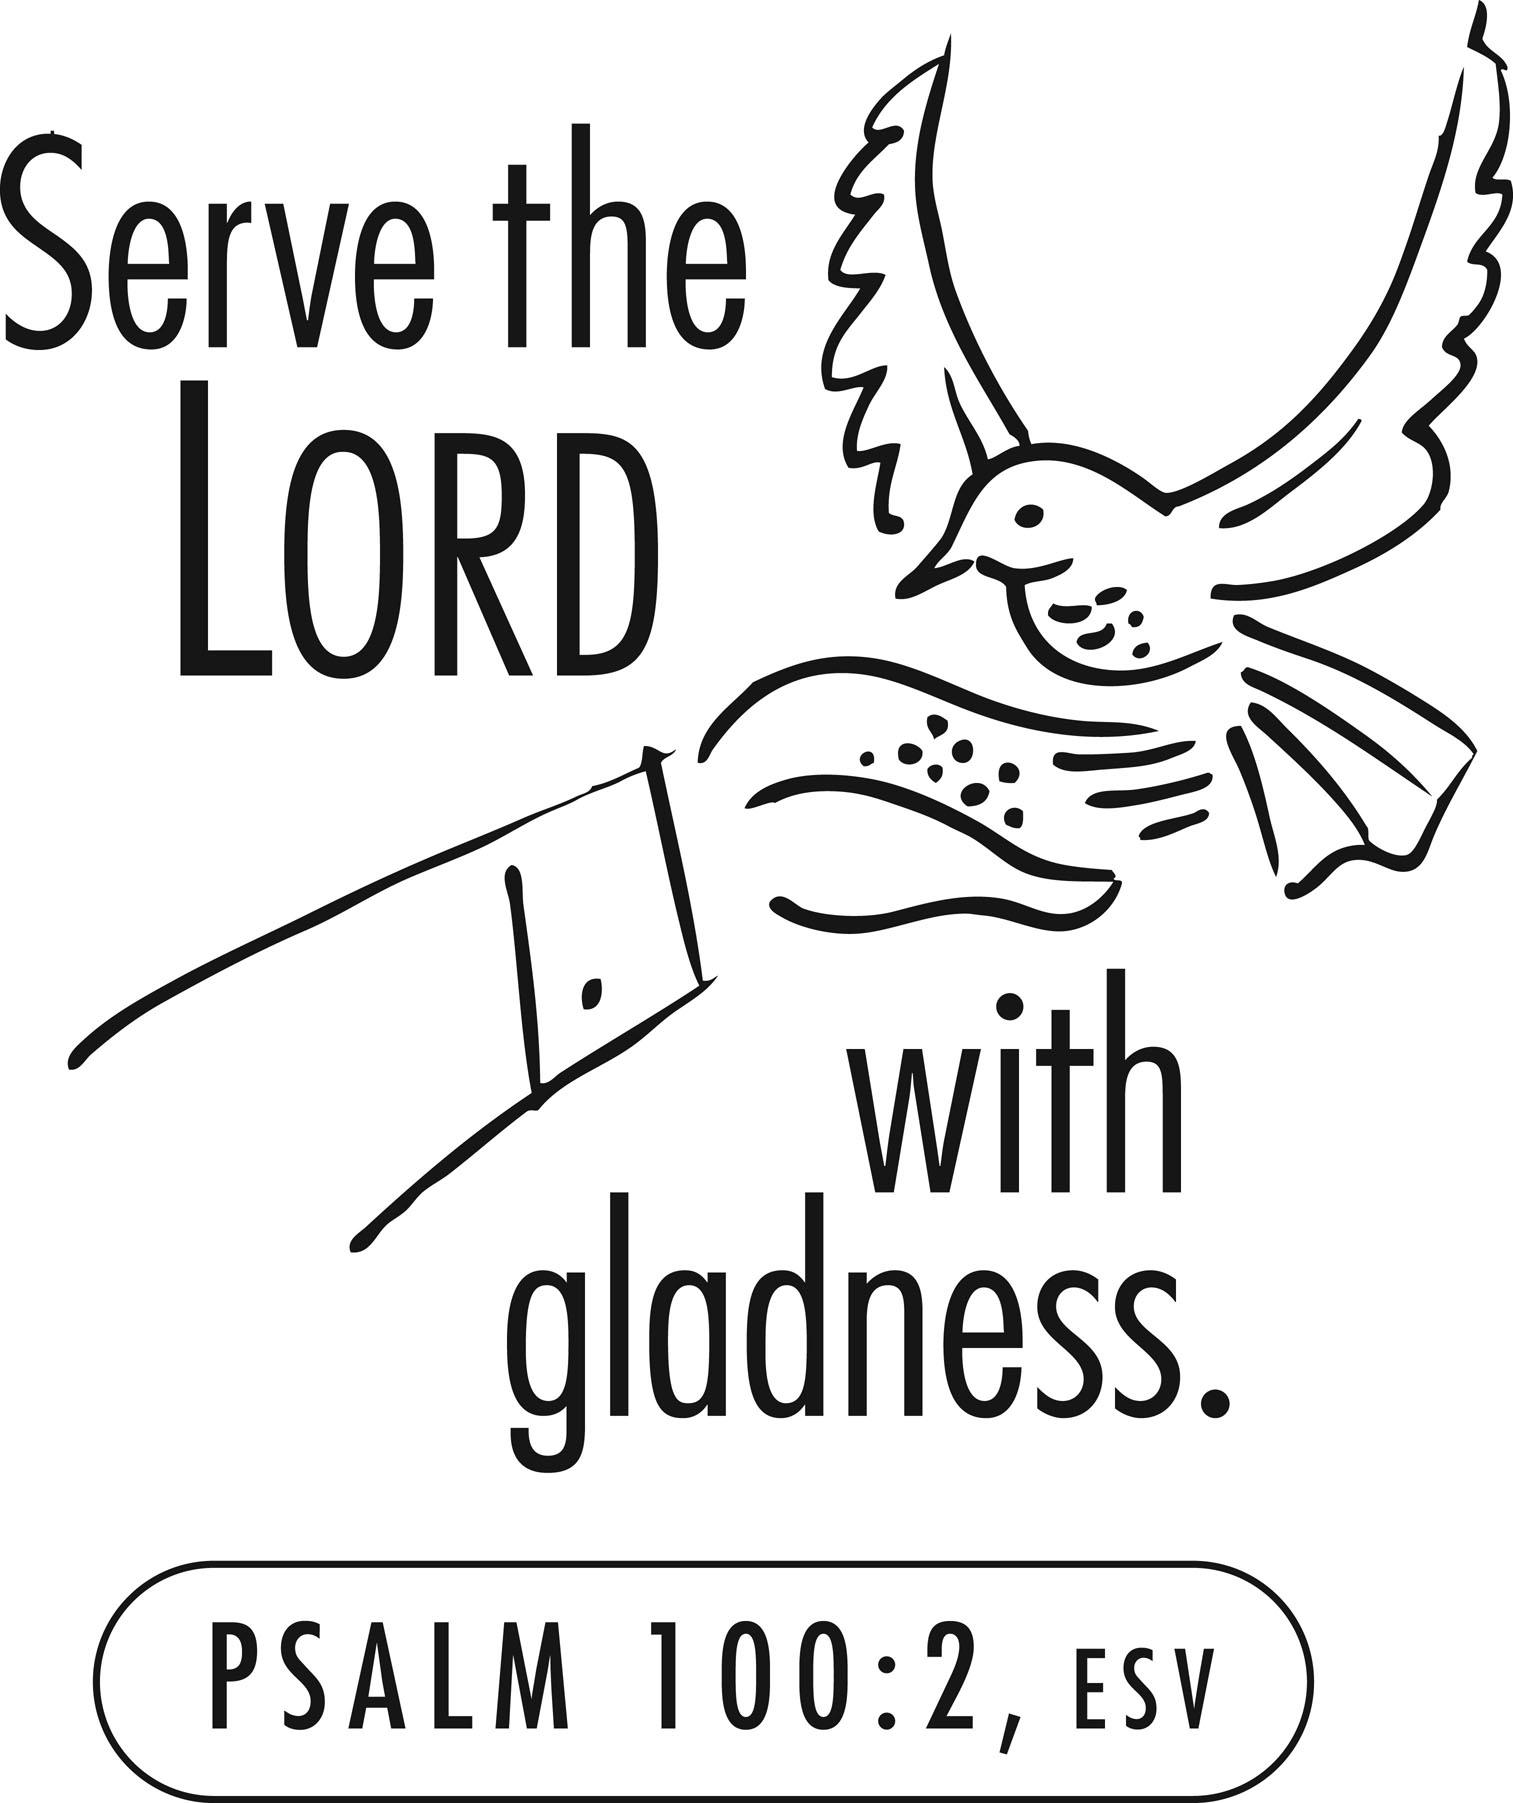 Serve the
LORD
with
gladness.
PSALM 100:2, ESV